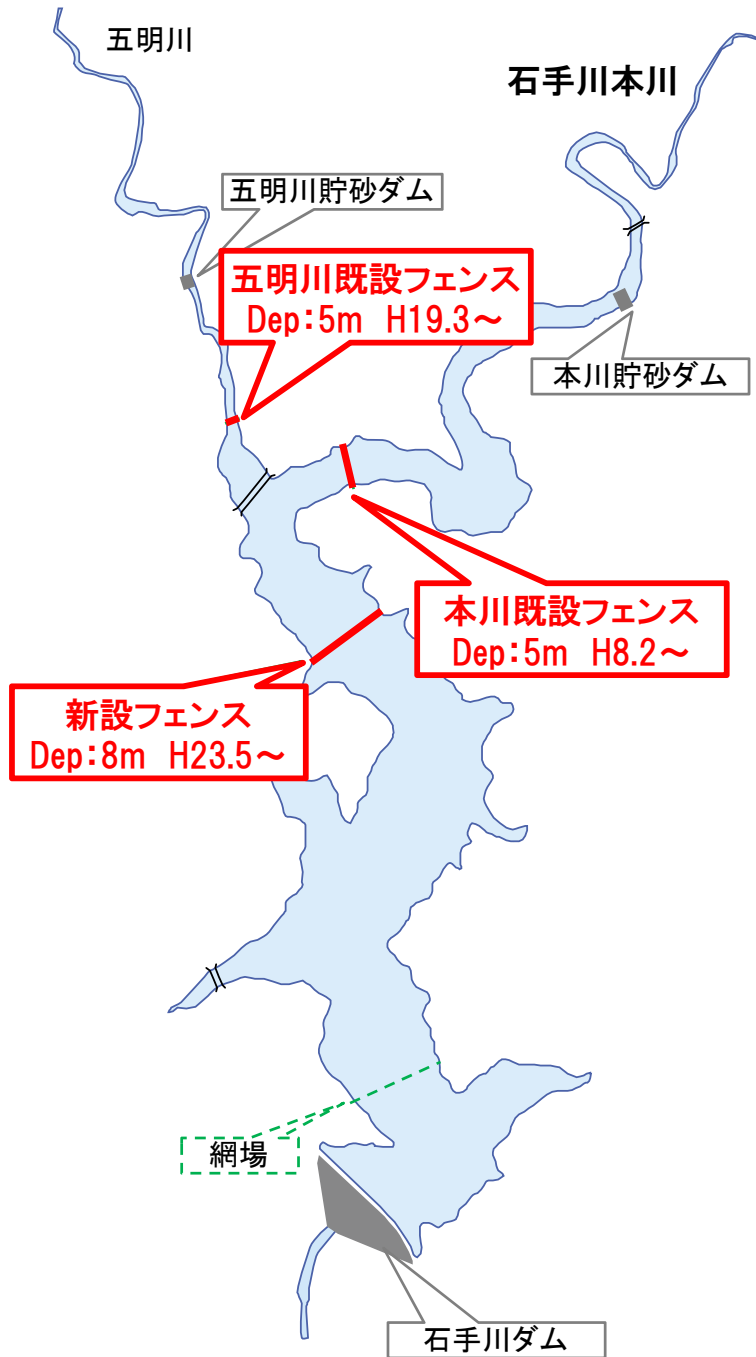 五明川
石手川本川
五明川貯砂ダム
五明川既設フェンス
Dep:5m H19.3～
本川貯砂ダム
本川既設フェンス
Dep:5m H8.2～
新設フェンス
Dep:8m H23.5～
網場
石手川ダム